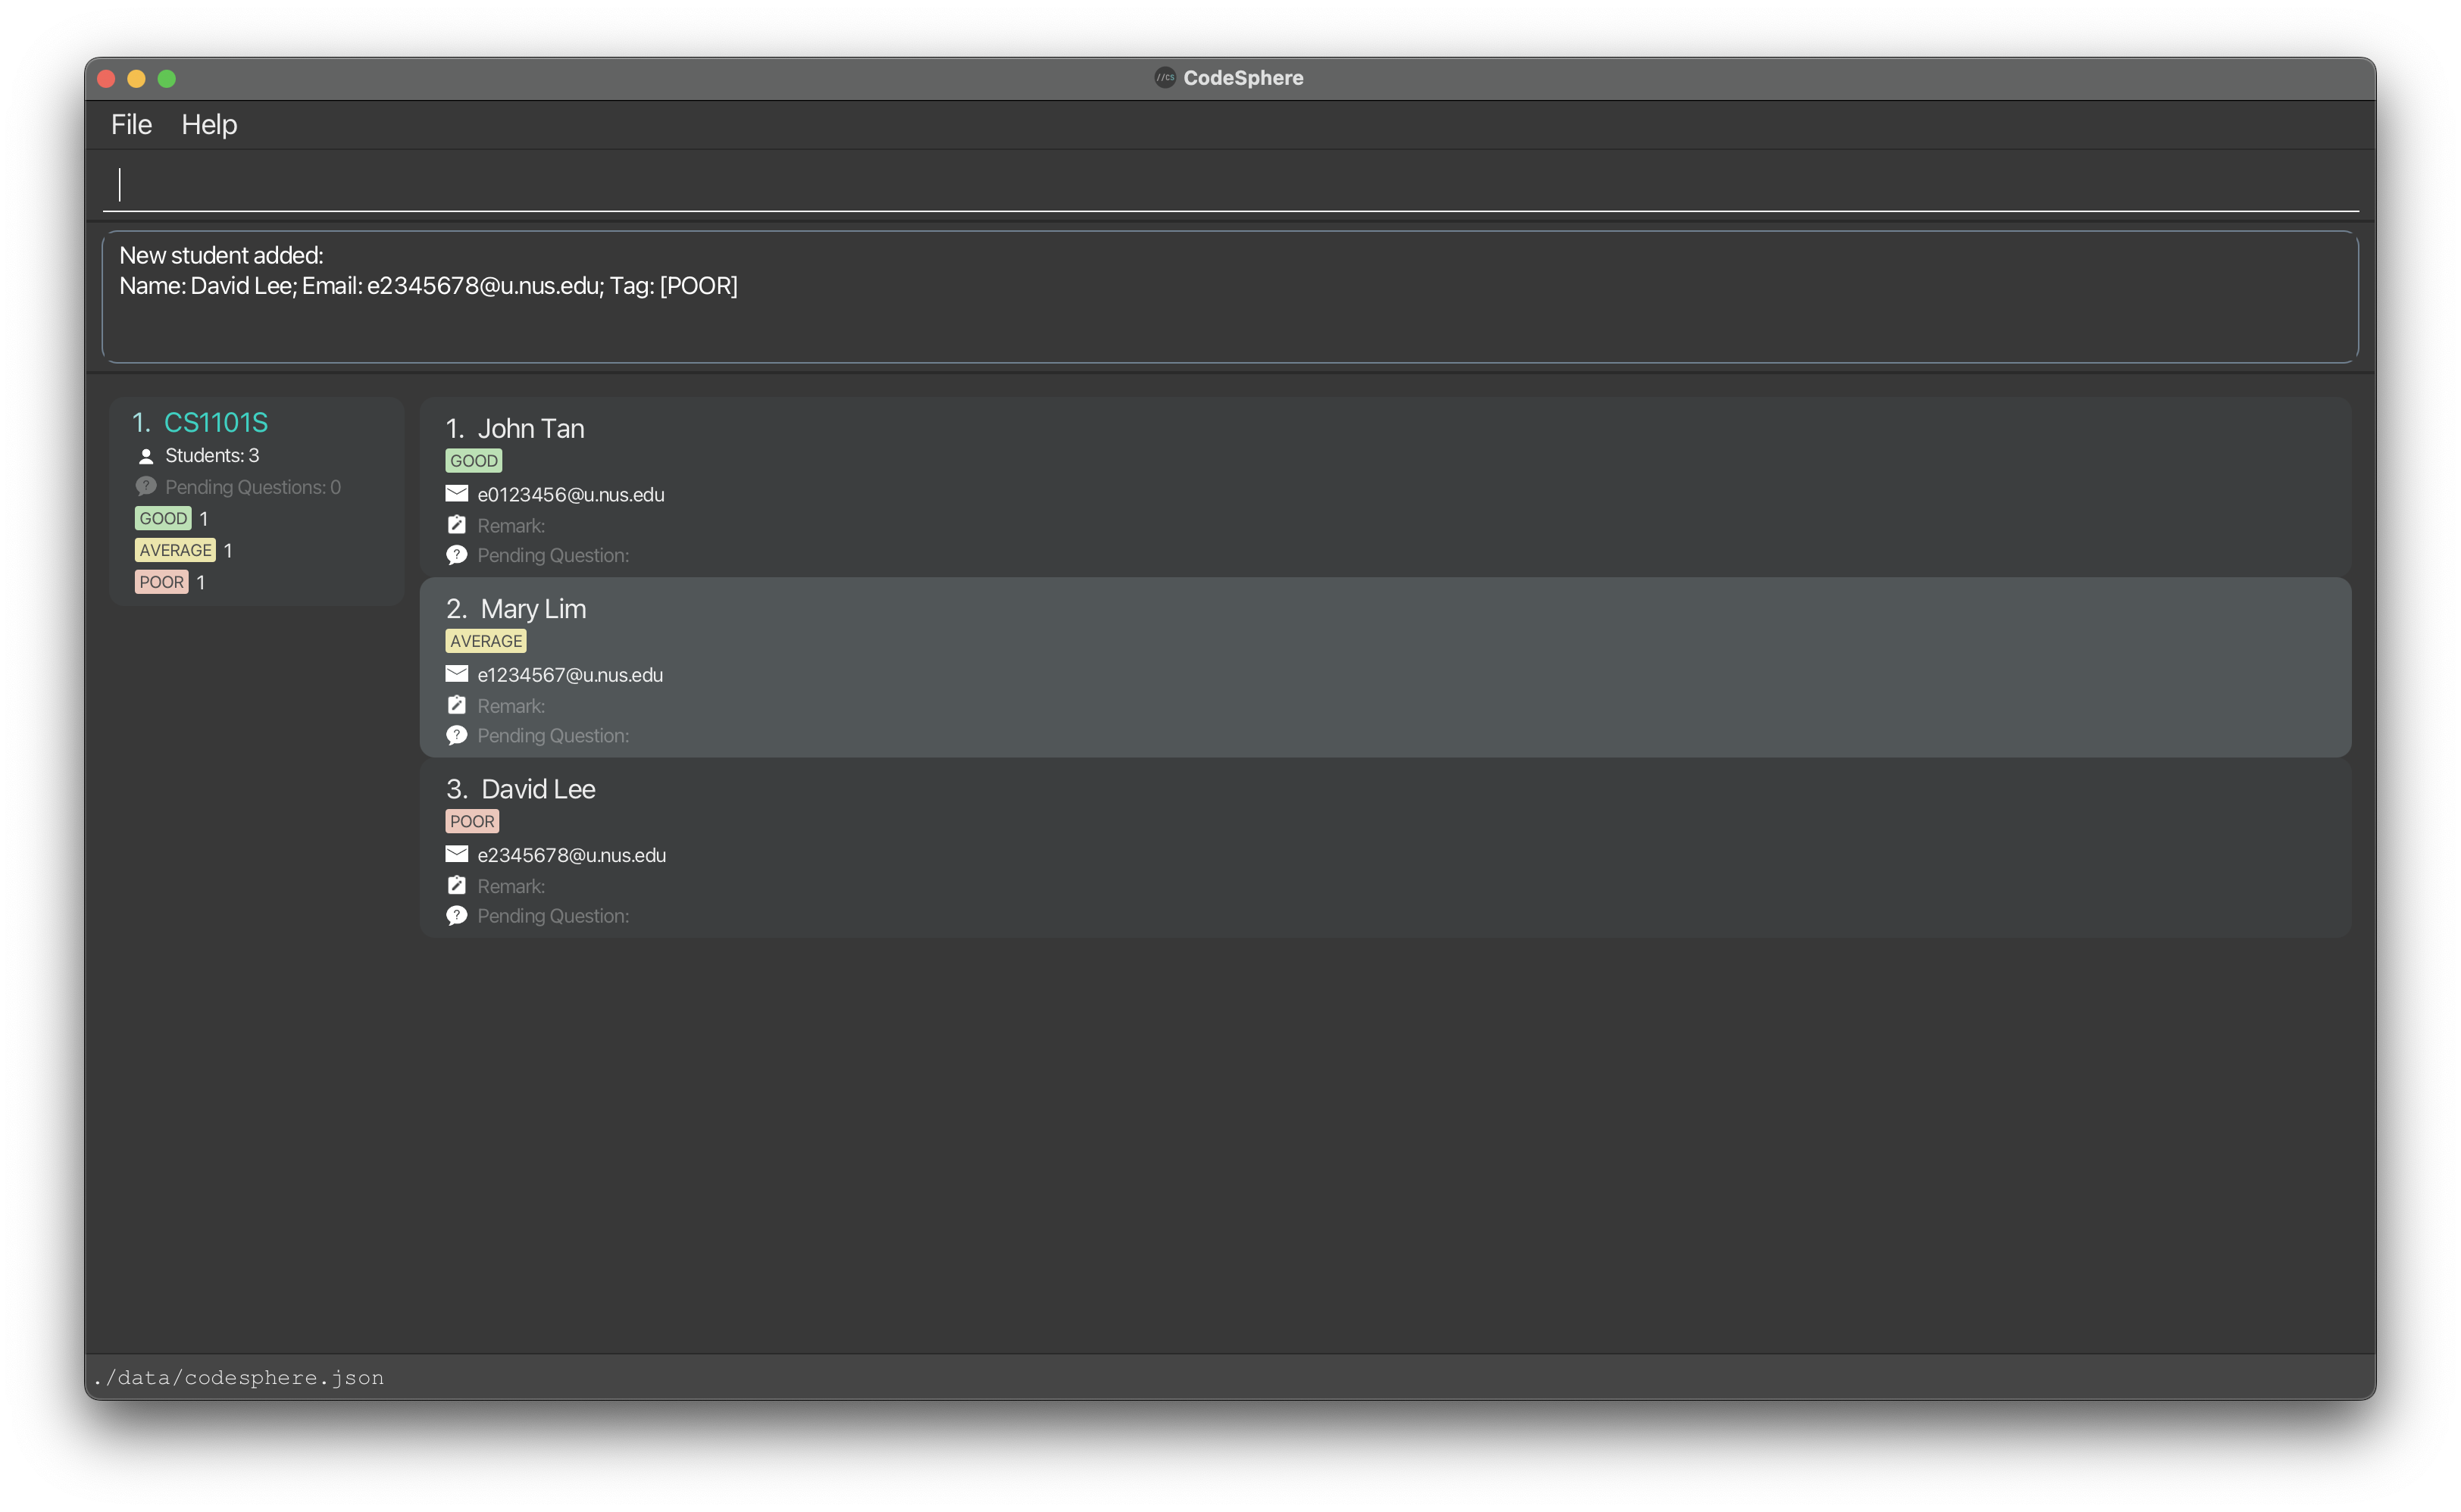 //CS CodeSphere
File Help
New student added:
Name: David Lee; Email: e2345678@u.nus.edu; Tag: [POOR]
1. CS1101S
Students: 3
Pending Questions: 0
GOOD 1
AVERAGE 1
POOR 1
1. John Tan
GOOD
e0123456@u.nus.edu
Remark:
Pending Question:
2. Mary Lim
AVERAGE
e1234567@u.nus.edu
Remark:
Pending Question:
3. David Lee
POOR
e2345678@u.nus.edu
Remark:
Pending Question:
./data/codesphere.json